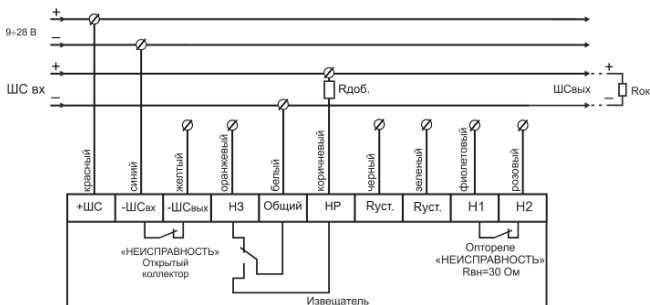 +
9÷28 В
–
+
+
ШС вх
Rдоб.
ШСвых
Rок
–
–
красный
синий
желтый
оранжевый
белый
коричневый
черный
зеленый
фиолетовый
розовый
+ШС
-ШСвх
-ШСвых
НЗ
Общий
НР
Rуст.
Rуст.
Н1
Н2
«НЕИСПРАВНОСТЬ»
Открытый
коллектор
Оптореле
«НЕИСПРАВНОСТЬ»
Rвн=30 Ом
Извещатель